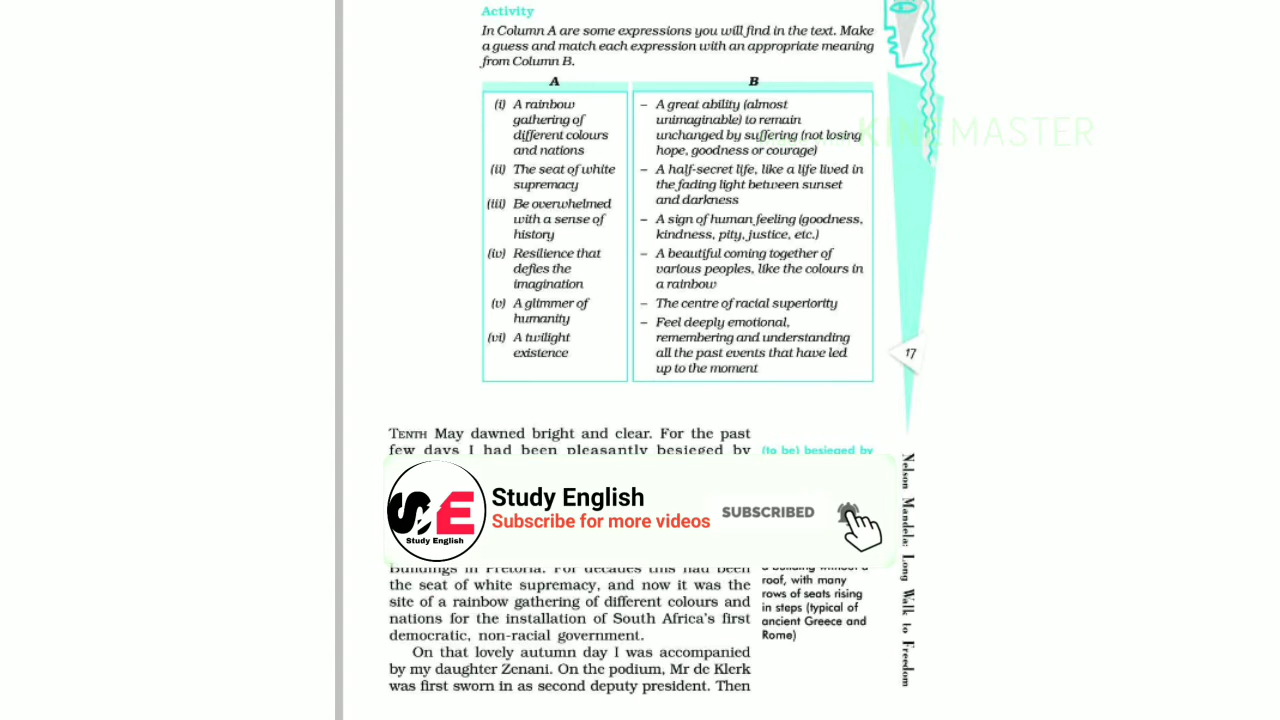 Activity
In Column A are some expressions you will find in the text. Make
a guess and match each expression with an appropriate meaning
from Column B.
A
(i) A rainbow
gathering of
different colours
and nations
(ii) The seat of white
supremacy
(iii) Be overwhelmed
with a sense of
history
(iv) Resilience that
defies the
imagination
(v) A glimmer of
humanity
(vi) A twilight
existence
B
– A great ability (almost
unimaginable) to remain
unchanged by suffering (not losing
hope, goodness or courage)
– A half-secret life, like a life lived in
the fading light between sunset
and darkness
– A sign of human feeling (goodness,
kindness, pity, justice, etc.)
– A beautiful coming together of
various peoples, like the colours in
a rainbow
– The centre of racial superiority
– Feel deeply emotional,
remembering and understanding
all the past events that have led
up to the moment
KINEMASTER
17
TENTH May dawned bright and clear. For the past
few days I had been pleasantly besieged by
(to be) besieged by
SE
Study English
Study English
Subscribe for more videos
SUBSCRIBED
Buildings in Pretoria. For decades this had been
the seat of white supremacy, and now it was the
site of a rainbow gathering of different colours and
nations for the installation of South Africa's first
democratic, non-racial government.
On that lovely autumn day I was accompanied
by my daughter Zenani. On the podium, Mr de Klerk
was first sworn in as second deputy president. Then
a building without a
roof, with many
rows of seats rising
in steps (typical of
ancient Greece and
Rome)
Nelson Mandela: Long Walk to Freedom